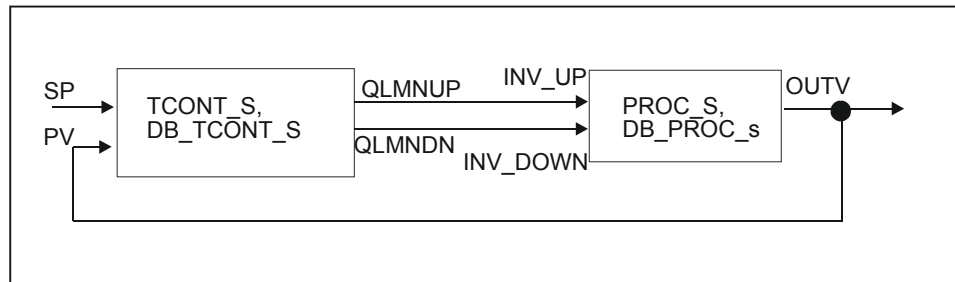 SP
PV
TCONT_S,
DB_TCONT_S
QLMNUP
QLMNDN
INV_UP
INV_DOWN
PROC_S,
DB_PROC_s
OUTV